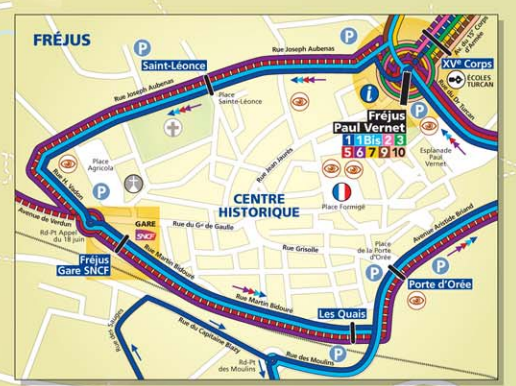 FRÉJUS
P
P
Rue Joseph Aubenas
Saint-Léonce
Rue Joseph Aubenas
Place
Sainte-Léonce
Av. du 15e Corps
d'Armée
XVe Corps
ÉCOLES
TURCAN
Rue du Dr Turcan
i
P
Fréjus
Paul Vernet
1 1Bis 2 3
5 6 7 9 10
Esplanade
Paul
Vernet
Place
Agricola
P
Rue H. Vadon
Rue Jean Jaurès
CENTRE
HISTORIQUE
Place Formigé
Avenue de Verdun
Rd-Pt Appel
du 18 juin
GARE
SNCF
Rue du Gal de Gaulle
Rue Grisolle
Place
de la Porte
d'Orée
Avenue Aristide Briand
Fréjus
Gare SNCF
Rue Martin Bidouré
P
P
Porte d'Orée
Rue Martin Bidouré
Les Quais
Rue du Capitaine Blazy
P
Rue des Moulins
Rd-Pt
des Moulins